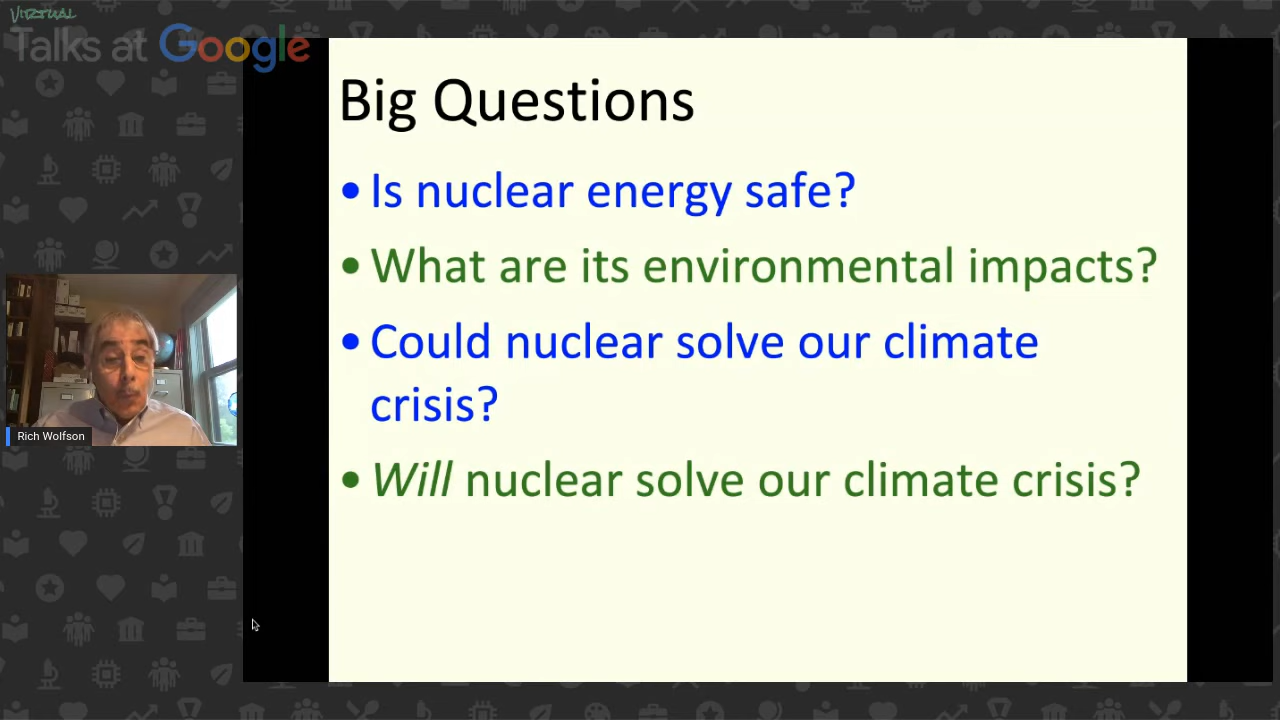 VIRTUAL
Talks at Google
Big Questions
• Is nuclear energy safe?
• What are its environmental impacts?
• Could nuclear solve our climate
crisis?
• Will nuclear solve our climate crisis?
Rich Wolfson